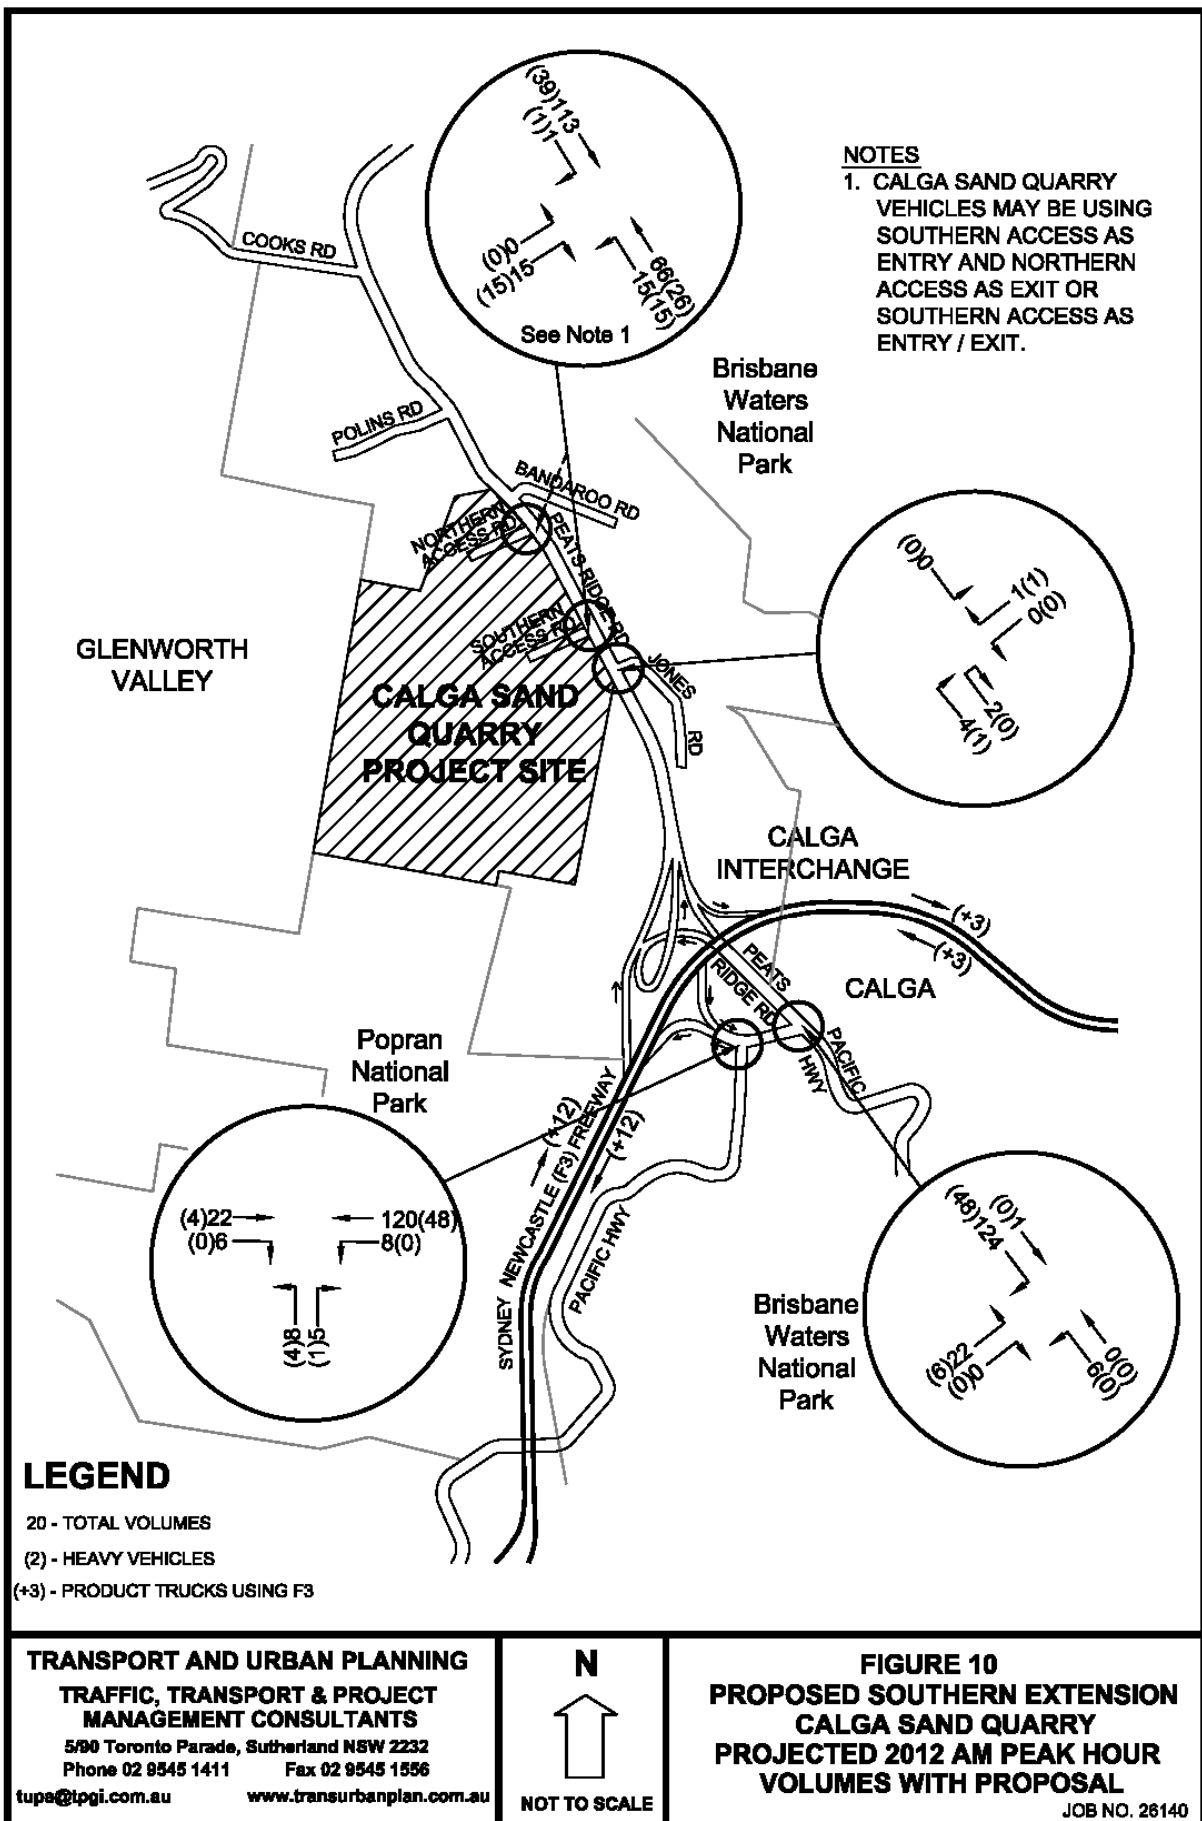 (39)113
(1)1
(0)0
(15)15
66(26)
15(15)
See Note 1
NOTES
1. CALGA SAND QUARRY
VEHICLES MAY BE USING
SOUTHERN ACCESS AS
ENTRY AND NORTHERN
ACCESS AS EXIT OR
SOUTHERN ACCESS AS
ENTRY / EXIT.
COOKS RD
Brisbane
Waters
National
Park
POLINS RD
BANDAROO RD
NORTHERN
ACCESS RD
PEATS RIDGE RD
SOUTHERN
ACCESS RD
JONES
RD
(0)0
1(1)
0(0)
2(0)
4(1)
GLENWORTH
VALLEY
CALGA SAND
QUARRY
PROJECT SITE
CALGA
INTERCHANGE
(+3)
(+3)
PEATS
RIDGE RD
CALGA
PACIFIC
HWY
Popran
National
Park
(+12)
(+12)
SYDNEY NEWCASTLE (F3) FREEWAY
PACIFIC HWY
(4)22
(0)6
120(48)
8(0)
(4)8
(1)5
(0)1
(48)124
(6)22
(0)0
0(0)
6(0)
Brisbane
Waters
National
Park
LEGEND
20 - TOTAL VOLUMES
(2) - HEAVY VEHICLES
(+3) - PRODUCT TRUCKS USING F3
TRANSPORT AND URBAN PLANNING
TRAFFIC, TRANSPORT & PROJECT
MANAGEMENT CONSULTANTS
5/90 Toronto Parade, Sutherland NSW 2232
Phone 02 9545 1411 Fax 02 9545 1556
tupa@tpgi.com.au www.transurbanplan.com.au
N
NOT TO SCALE
FIGURE 10
PROPOSED SOUTHERN EXTENSION
CALGA SAND QUARRY
PROJECTED 2012 AM PEAK HOUR
VOLUMES WITH PROPOSAL
JOB NO. 26140